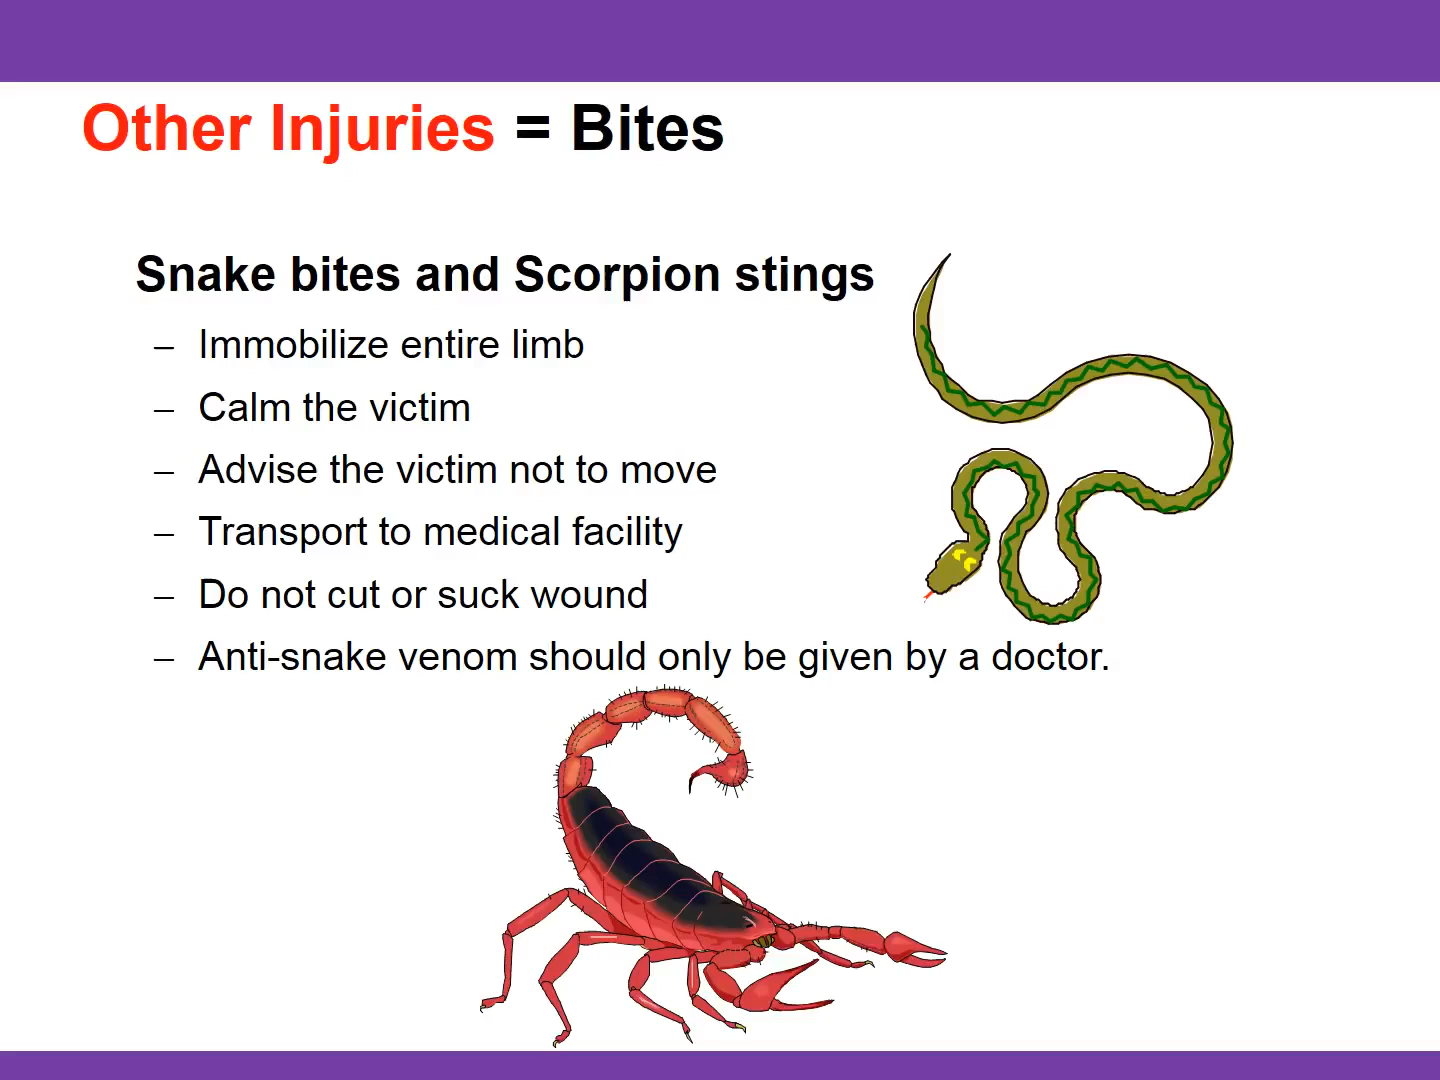 Other Injuries = Bites
Snake bites and Scorpion stings
– Immobilize entire limb
– Calm the victim
– Advise the victim not to move
– Transport to medical facility
– Do not cut or suck wound
– Anti-snake venom should only be given by a doctor.